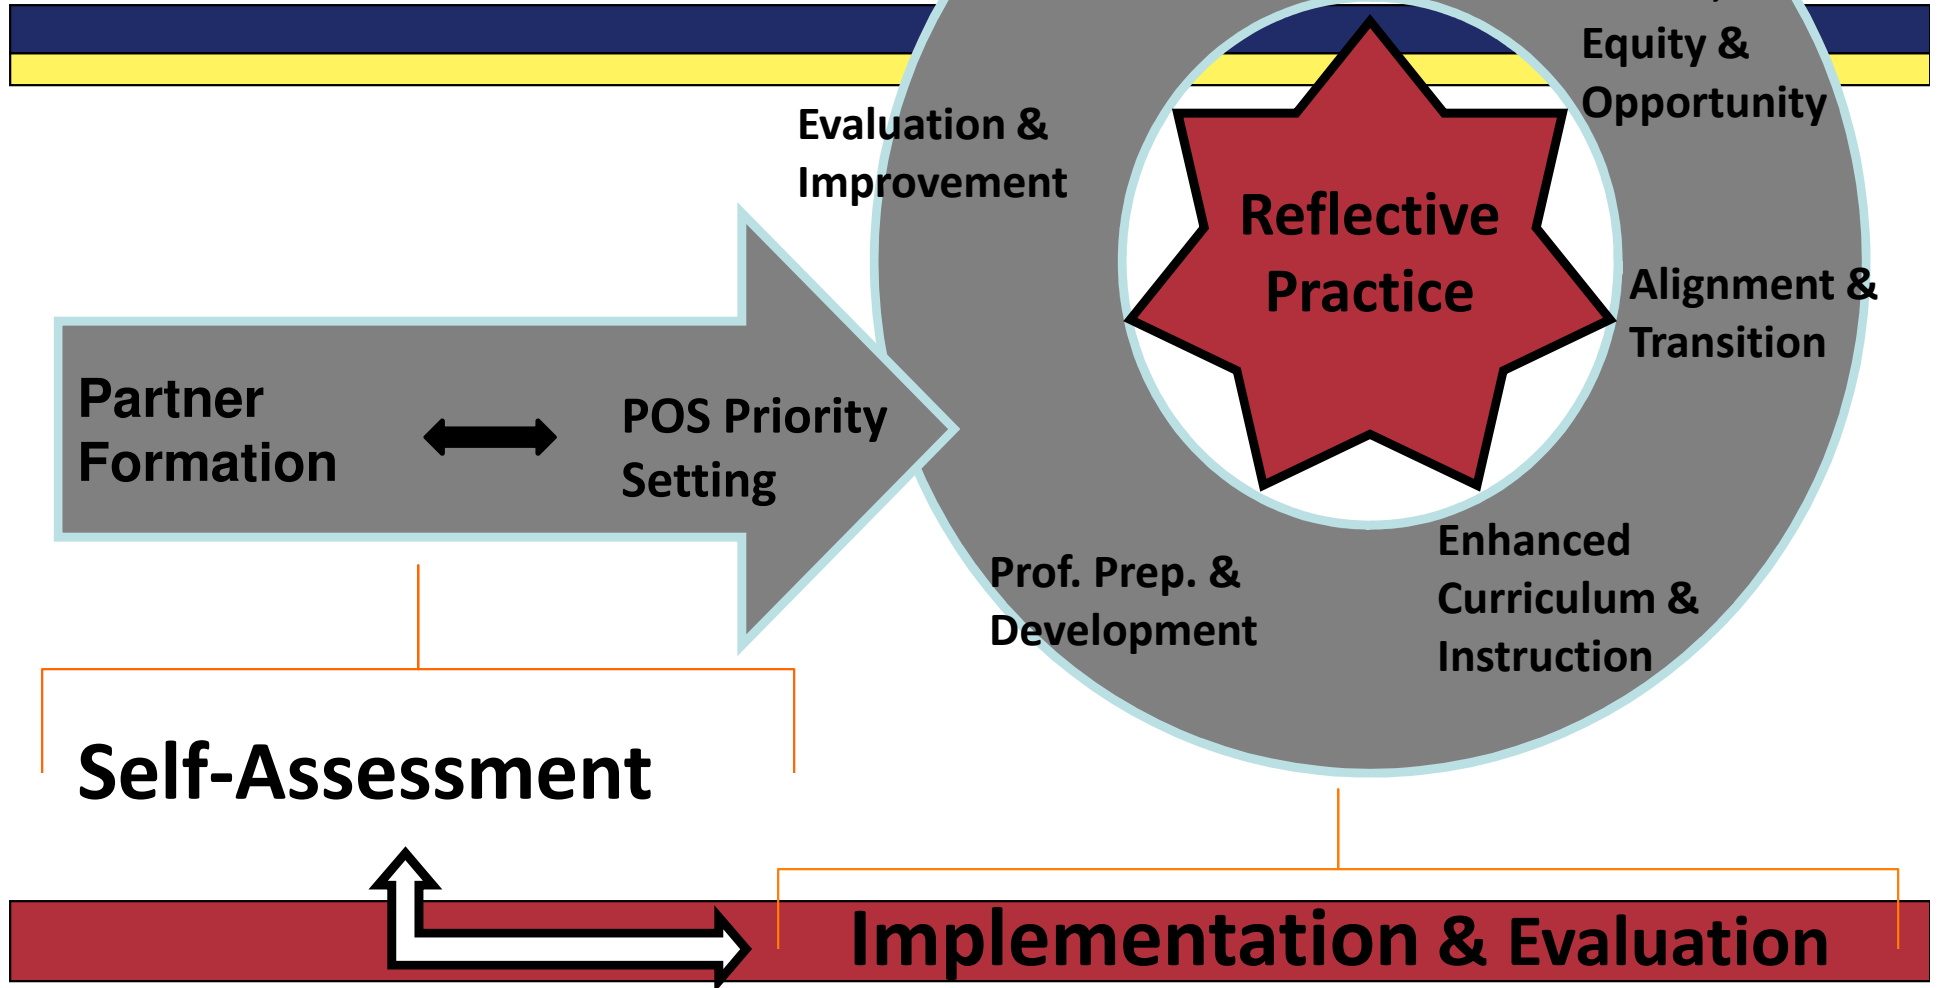 Equity &
Opportunity
Evaluation &
Improvement
Reflective
Practice
Alignment &
Transition
Partner
Formation
POS Priority
Setting
Enhanced
Curriculum &
Instruction
Prof. Prep. &
Development
Self-Assessment
Implementation & Evaluation